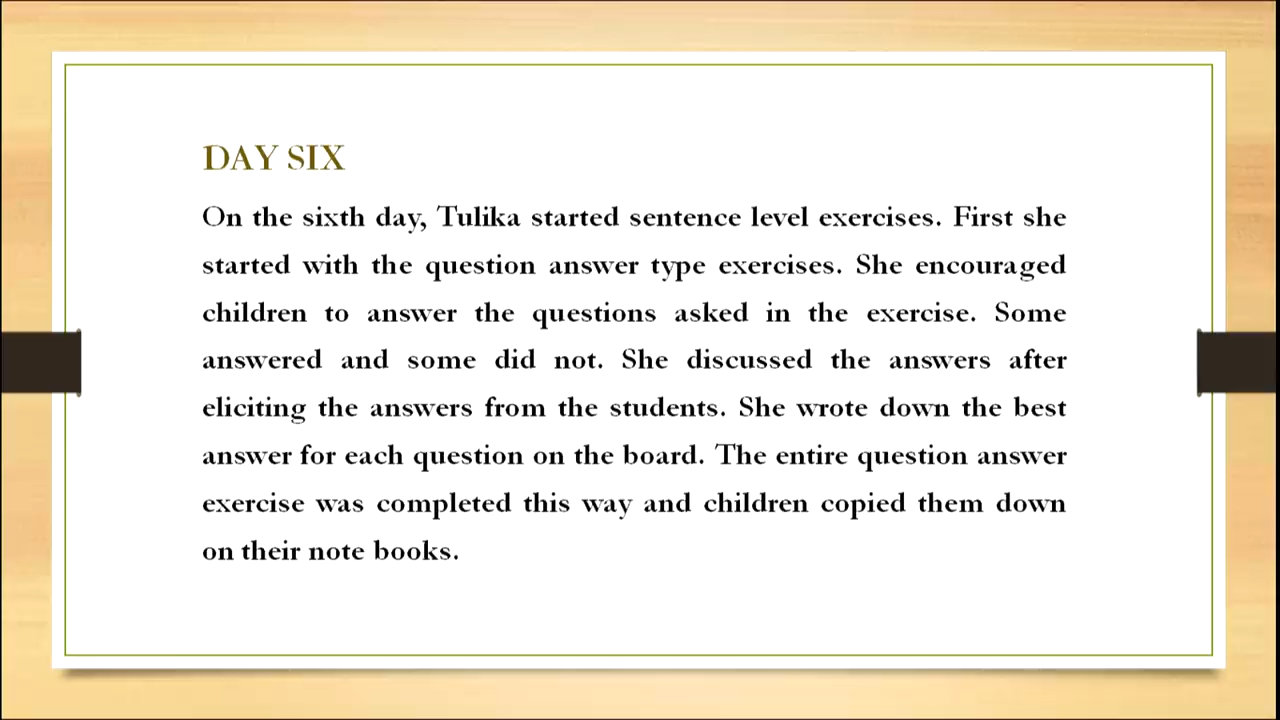 DAY SIX
On the sixth day, Tulika started sentence level exercises. First she
started with the question answer type exercises. She encouraged
children to answer the questions asked in the exercise. Some
answered and some did not. She discussed the answers after
eliciting the answers from the students. She wrote down the best
answer for each question on the board. The entire question answer
exercise was completed this way and children copied them down
on their note books.